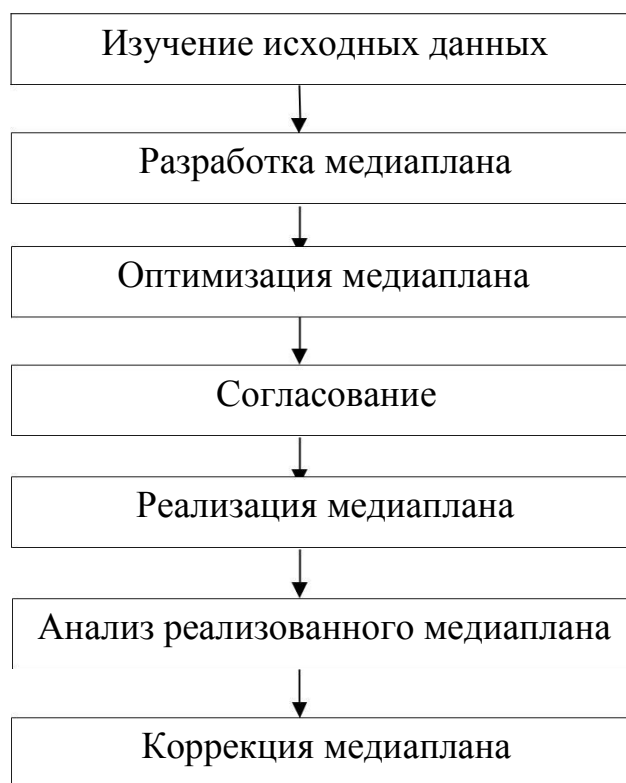 Изучение исходных данных
Разработка медиаплана
Оптимизация медиаплана
Согласование
Реализация медиаплана
Анализ реализованного медиаплана
Коррекция медиаплана